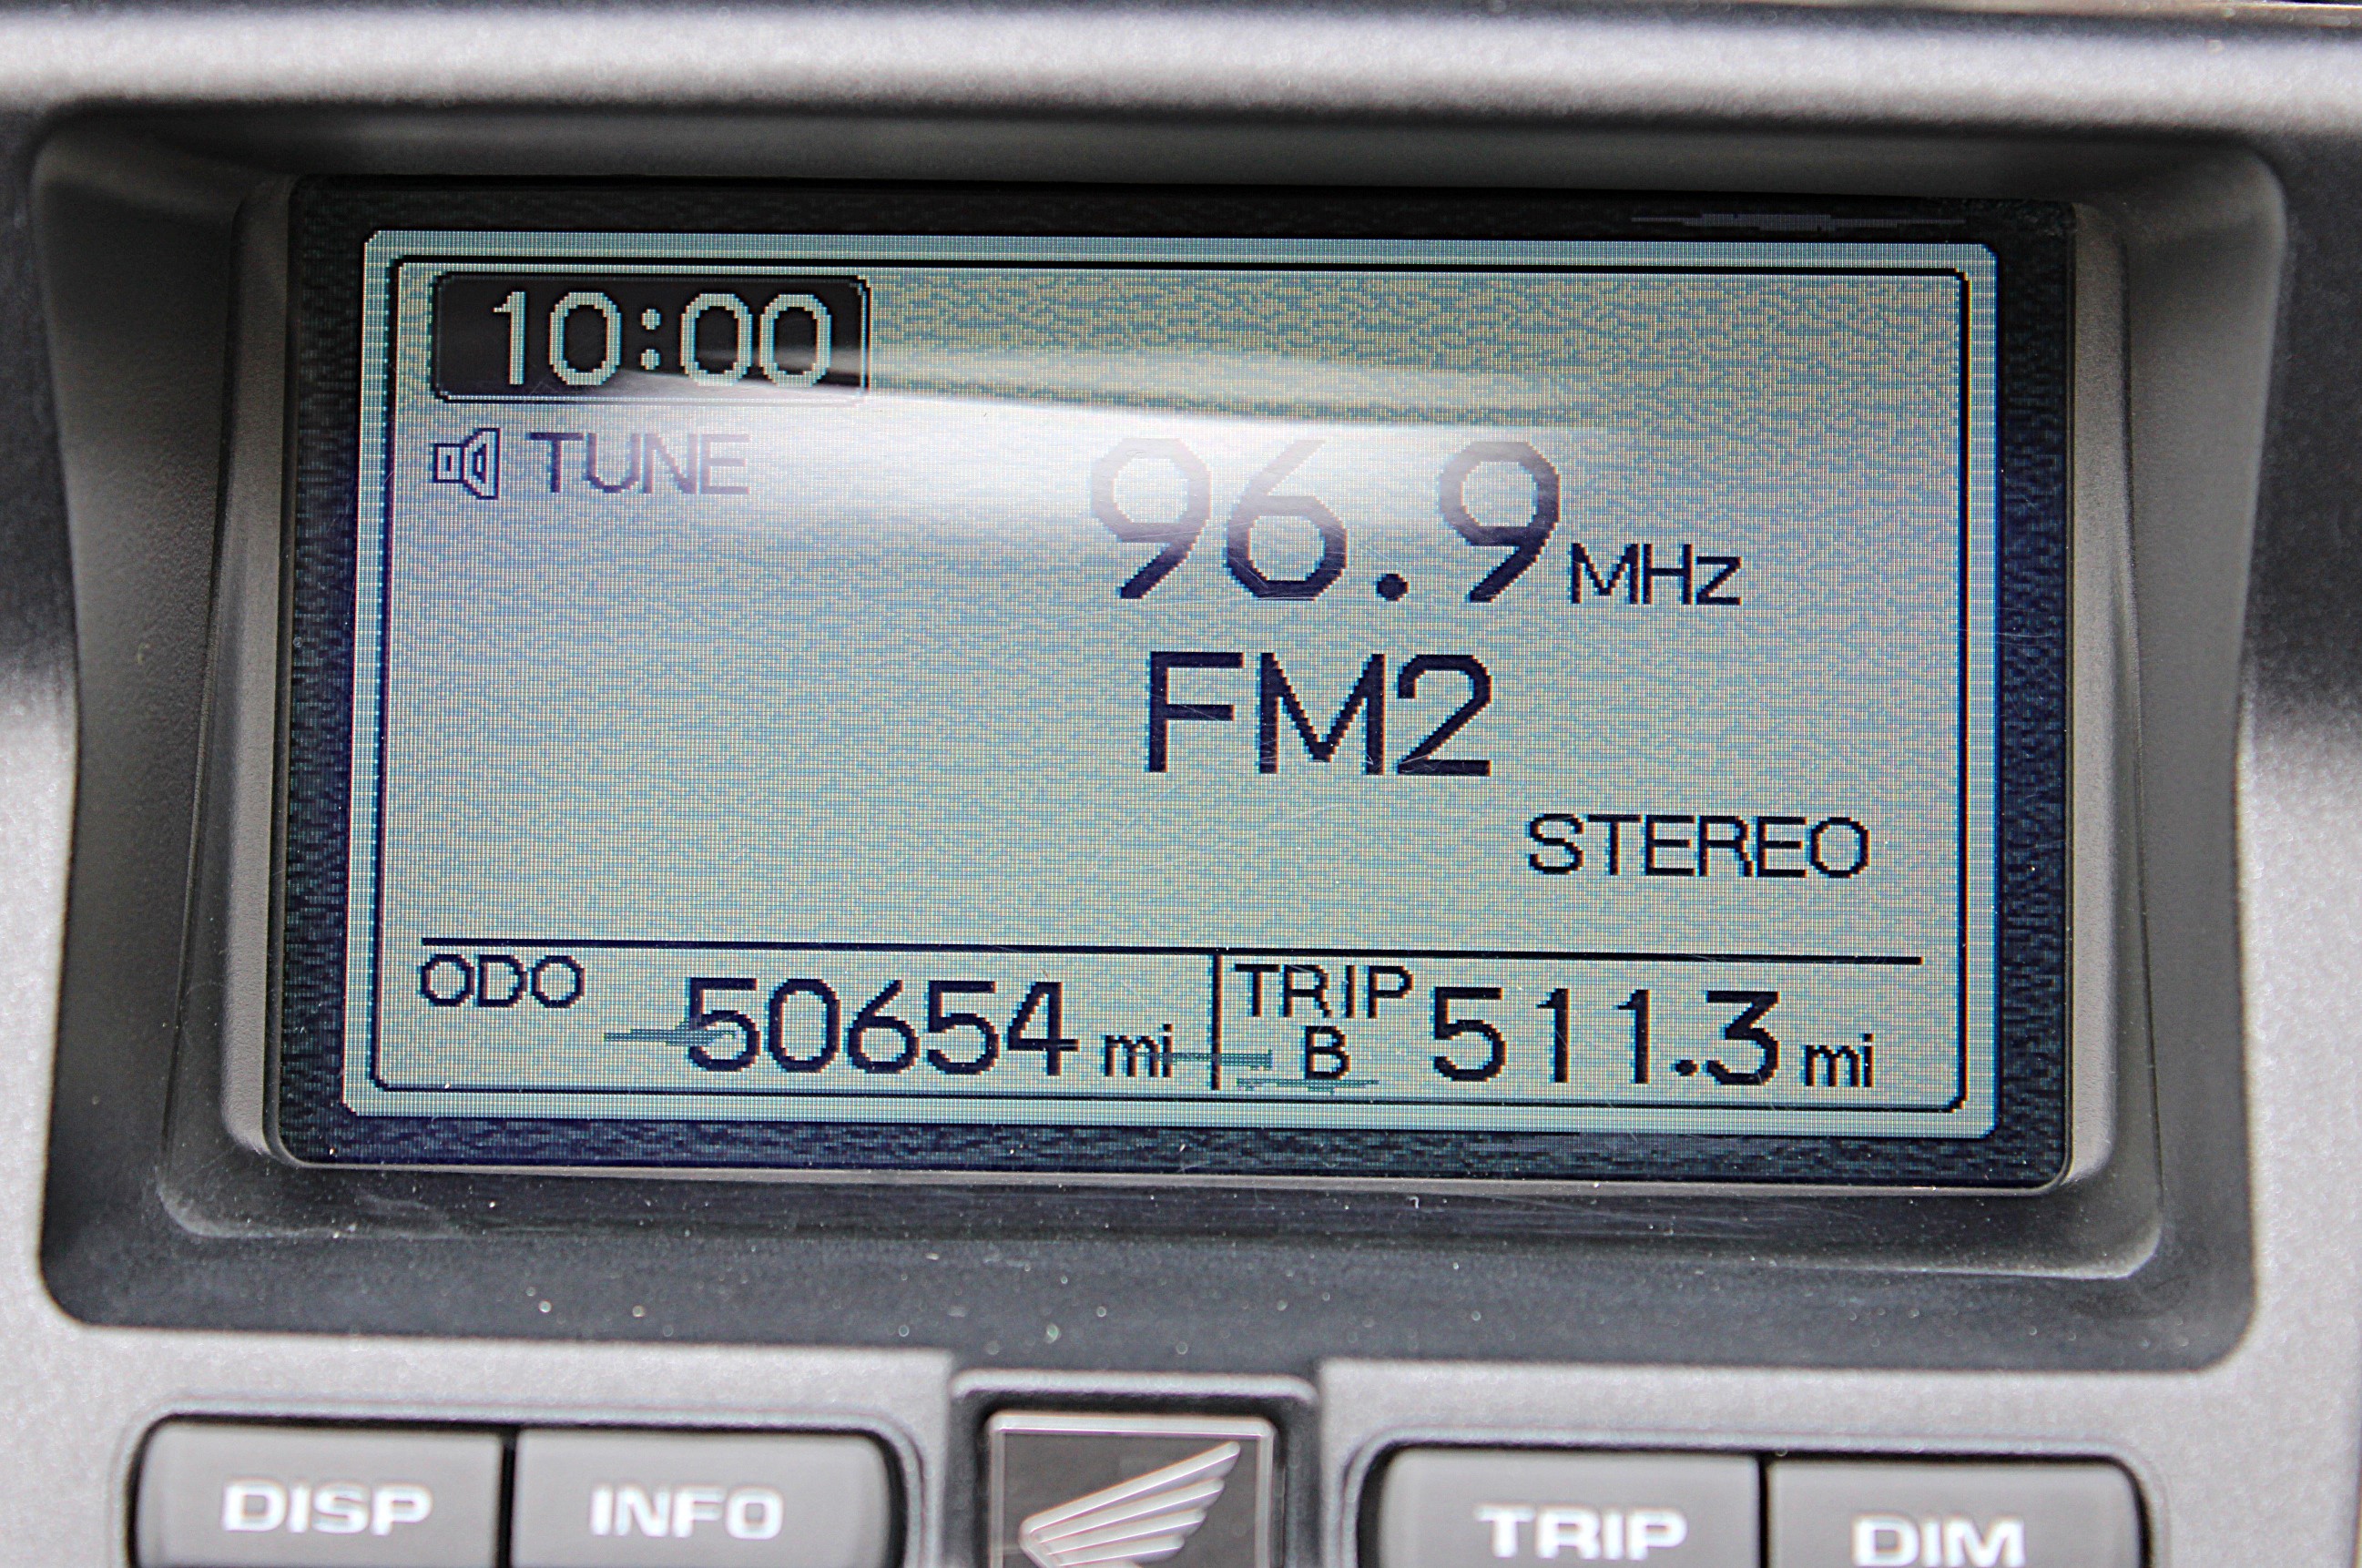 10:00
TUNE
96.9 MHz
FM2
STEREO
ODO 50654 mi TRIP B 511.3 mi
DISP INFO TRIP DIM